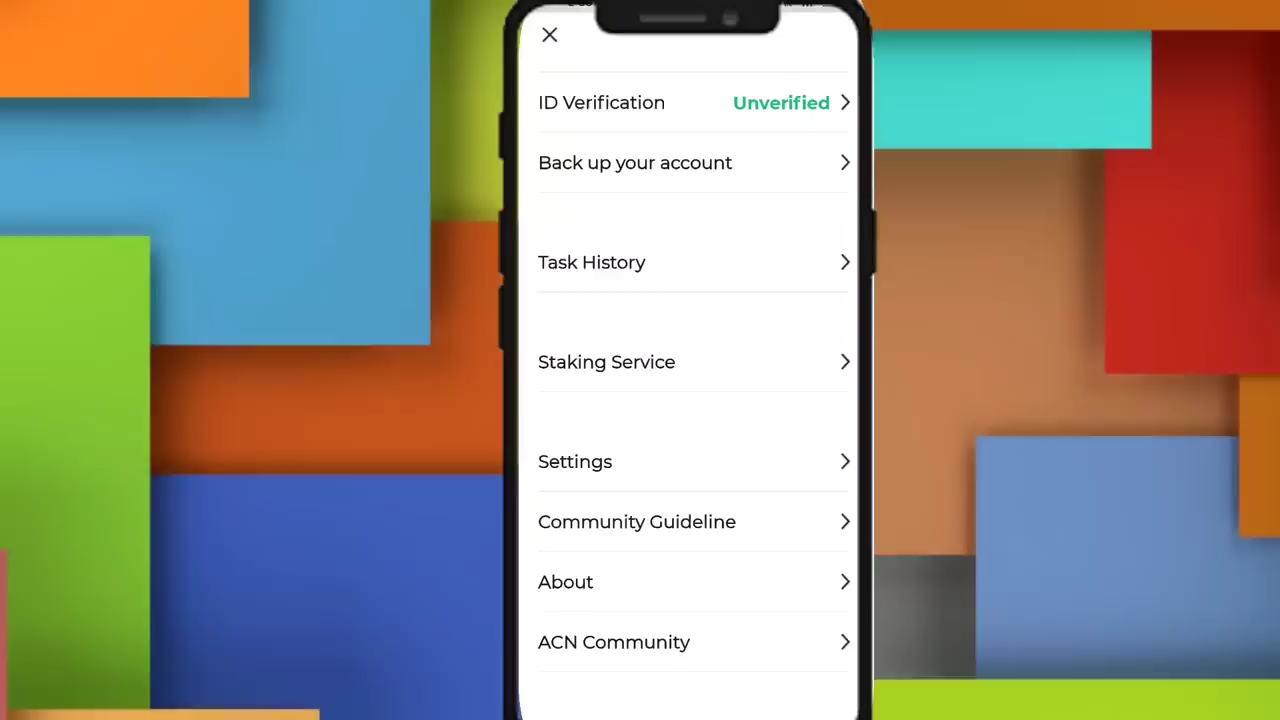 ID Verification Unverified
Back up your account
Task History
Staking Service
Settings
Community Guideline
About
ACN Community